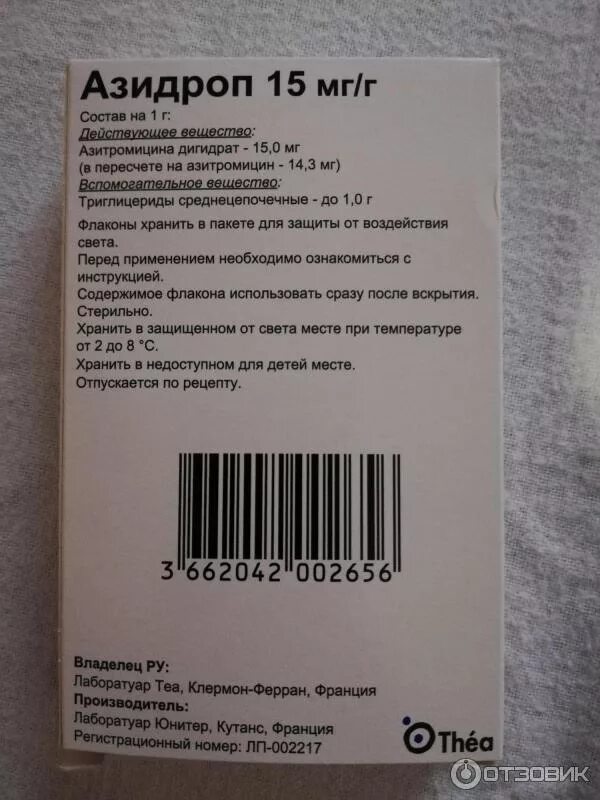 Азидроп 15 мг/г
Состав на 1 г:
Действующее вещество:
Азитромицина дигидрат - 15,0 мг
(в пересчете на азитромицин - 14,3 мг)
Вспомогательное вещество:
Триглицериды среднецепочечные - до 1,0 г
Флаконы хранить в пакете для защиты от воздействия
света.
Перед применением необходимо ознакомиться с
инструкцией.
Содержимое флакона использовать сразу после вскрытия.
Стерильно.
Хранить в защищенном от света месте при температуре
от 2 до 8 °С.
Хранить в недоступном для детей месте.
Отпускается по рецепту.
3 662042 002656
Владелец РУ:
Лаборатуар Теа, Клермон-Ферран, Франция
Производитель:
Лаборатуар Юнитер, Кутанс, Франция
Регистрационный номер: ЛП-002217
Théa
ОТЗОВИК